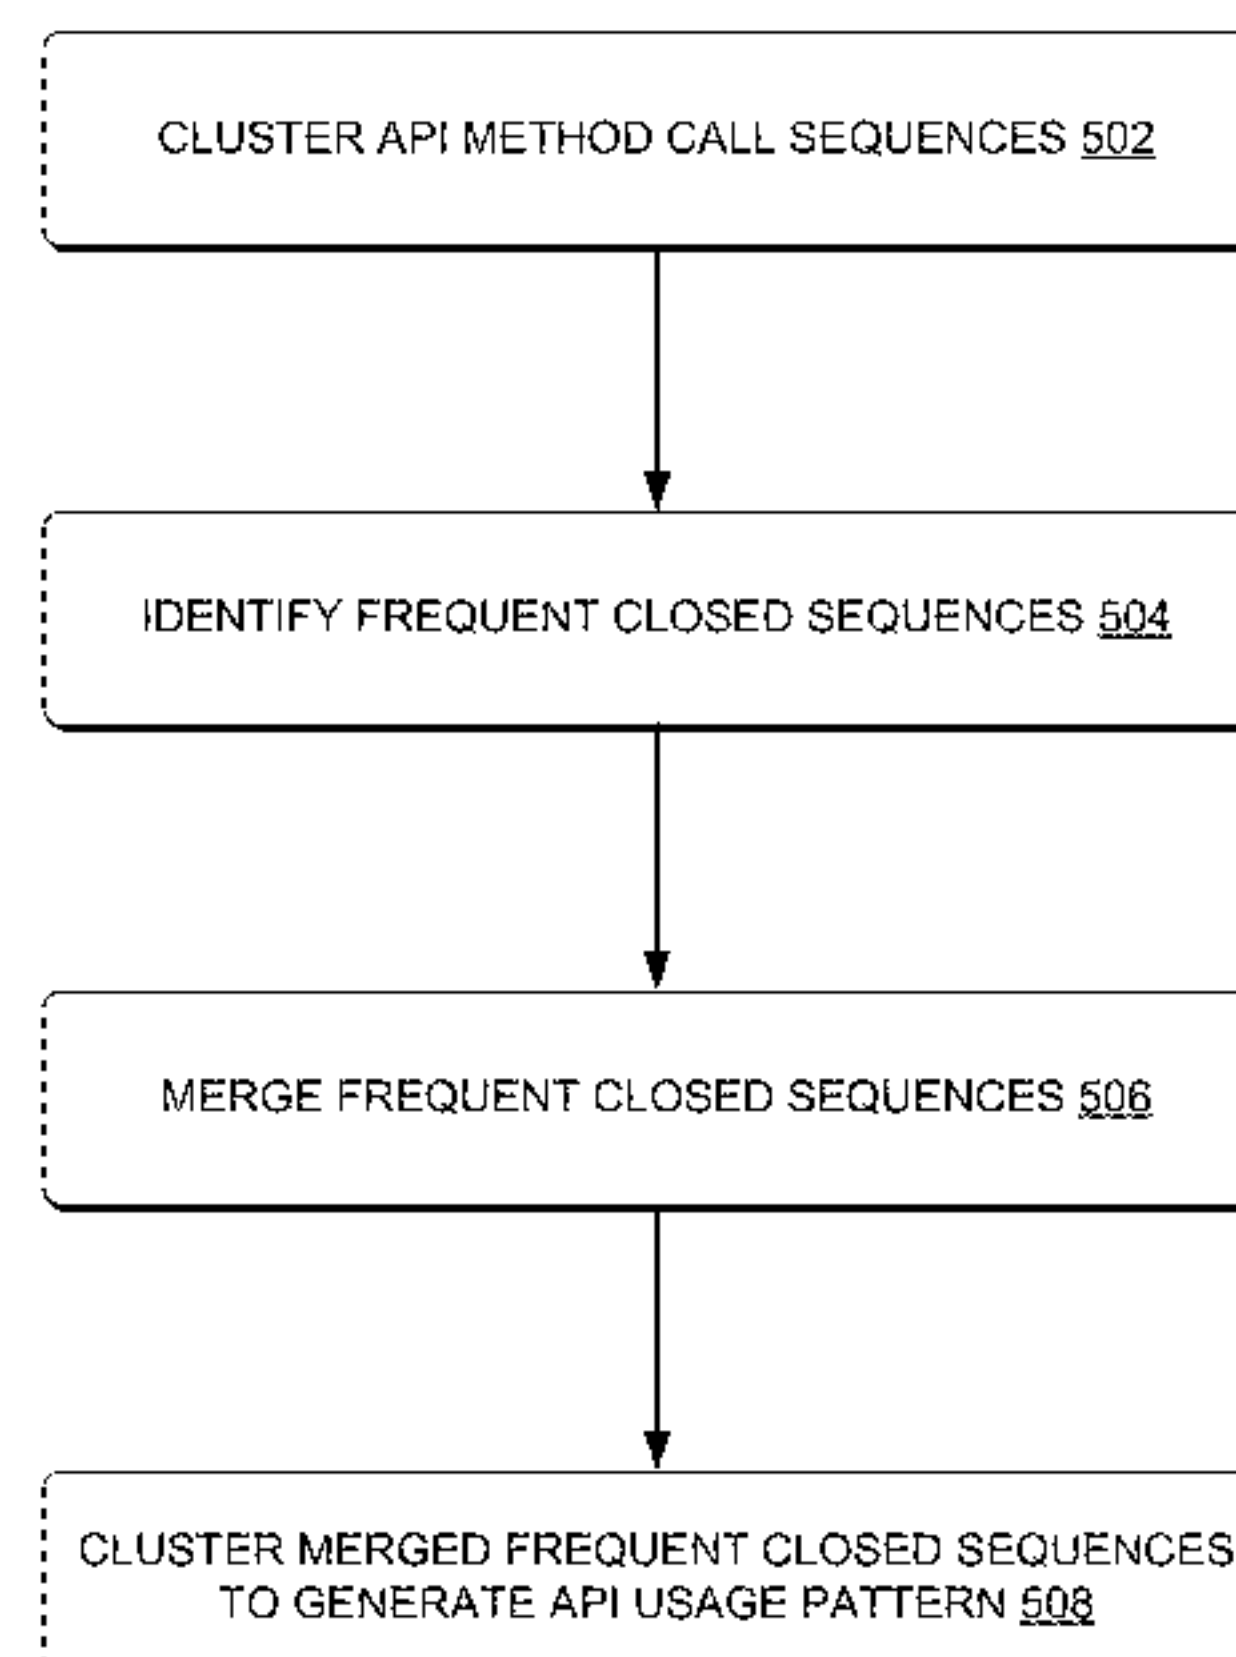 CLUSTER API METHOD CALL SEQUENCES 502
IDENTIFY FREQUENT CLOSED SEQUENCES 504
MERGE FREQUENT CLOSED SEQUENCES 506
CLUSTER MERGED FREQUENT CLOSED SEQUENCES
TO GENERATE API USAGE PATTERN 508